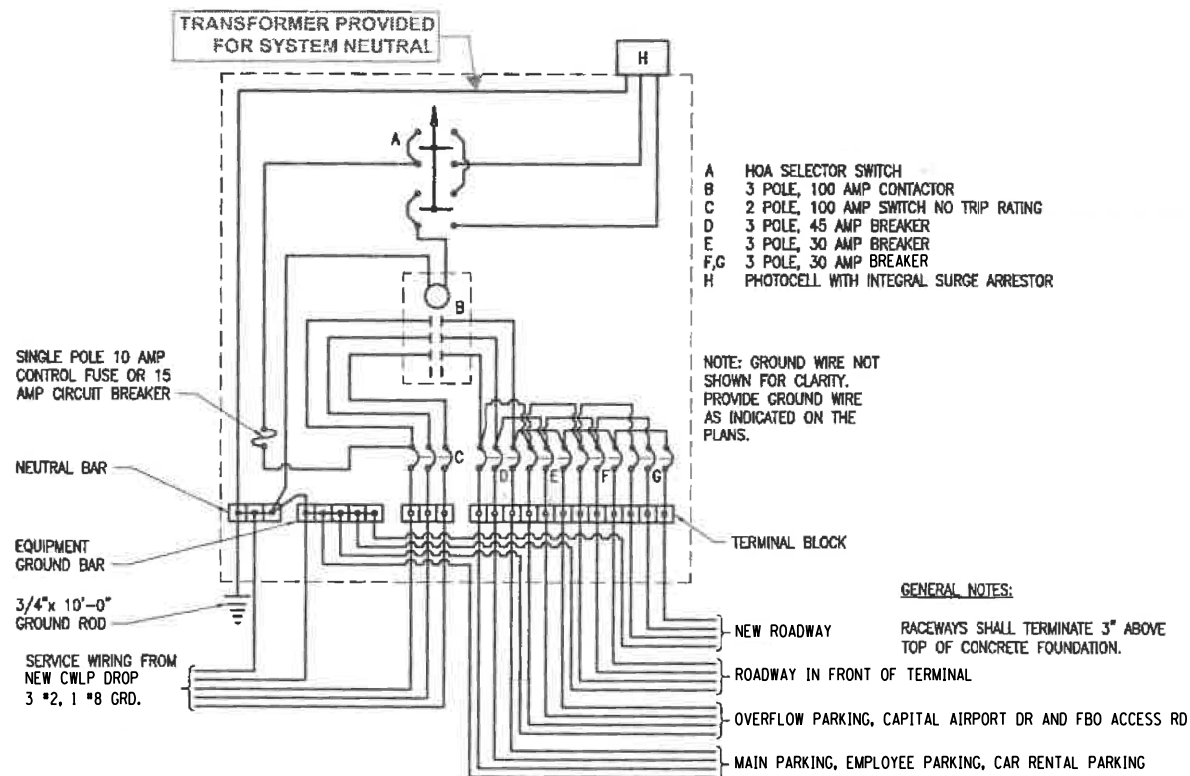 TRANSFORMER PROVIDED
FOR SYSTEM NEUTRAL
H
A
A HOA SELECTOR SWITCH
B 3 POLE, 100 AMP CONTACTOR
C 2 POLE, 100 AMP SWITCH NO TRIP RATING
D 3 POLE, 45 AMP BREAKER
E 3 POLE, 30 AMP BREAKER
F,G 3 POLE, 30 AMP BREAKER
H PHOTOCELL WITH INTEGRAL SURGE ARRESTOR
B
SINGLE POLE 10 AMP
CONTROL FUSE OR 15
AMP CIRCUIT BREAKER
NOTE: GROUND WIRE NOT
SHOWN FOR CLARITY.
PROVIDE GROUND WIRE
AS INDICATED ON THE
PLANS.
C
D
E
F
G
NEUTRAL BAR
TERMINAL BLOCK
EQUIPMENT
GROUND BAR
3/4"x 10'-0"
GROUND ROD
GENERAL NOTES:
RACEWAYS SHALL TERMINATE 3" ABOVE
TOP OF CONCRETE FOUNDATION.
NEW ROADWAY
SERVICE WIRING FROM
NEW CWLP DROP
3 #2, 1 #8 GRD.
ROADWAY IN FRONT OF TERMINAL
OVERFLOW PARKING, CAPITAL AIRPORT DR AND FBO ACCESS RD
MAIN PARKING, EMPLOYEE PARKING, CAR RENTAL PARKING